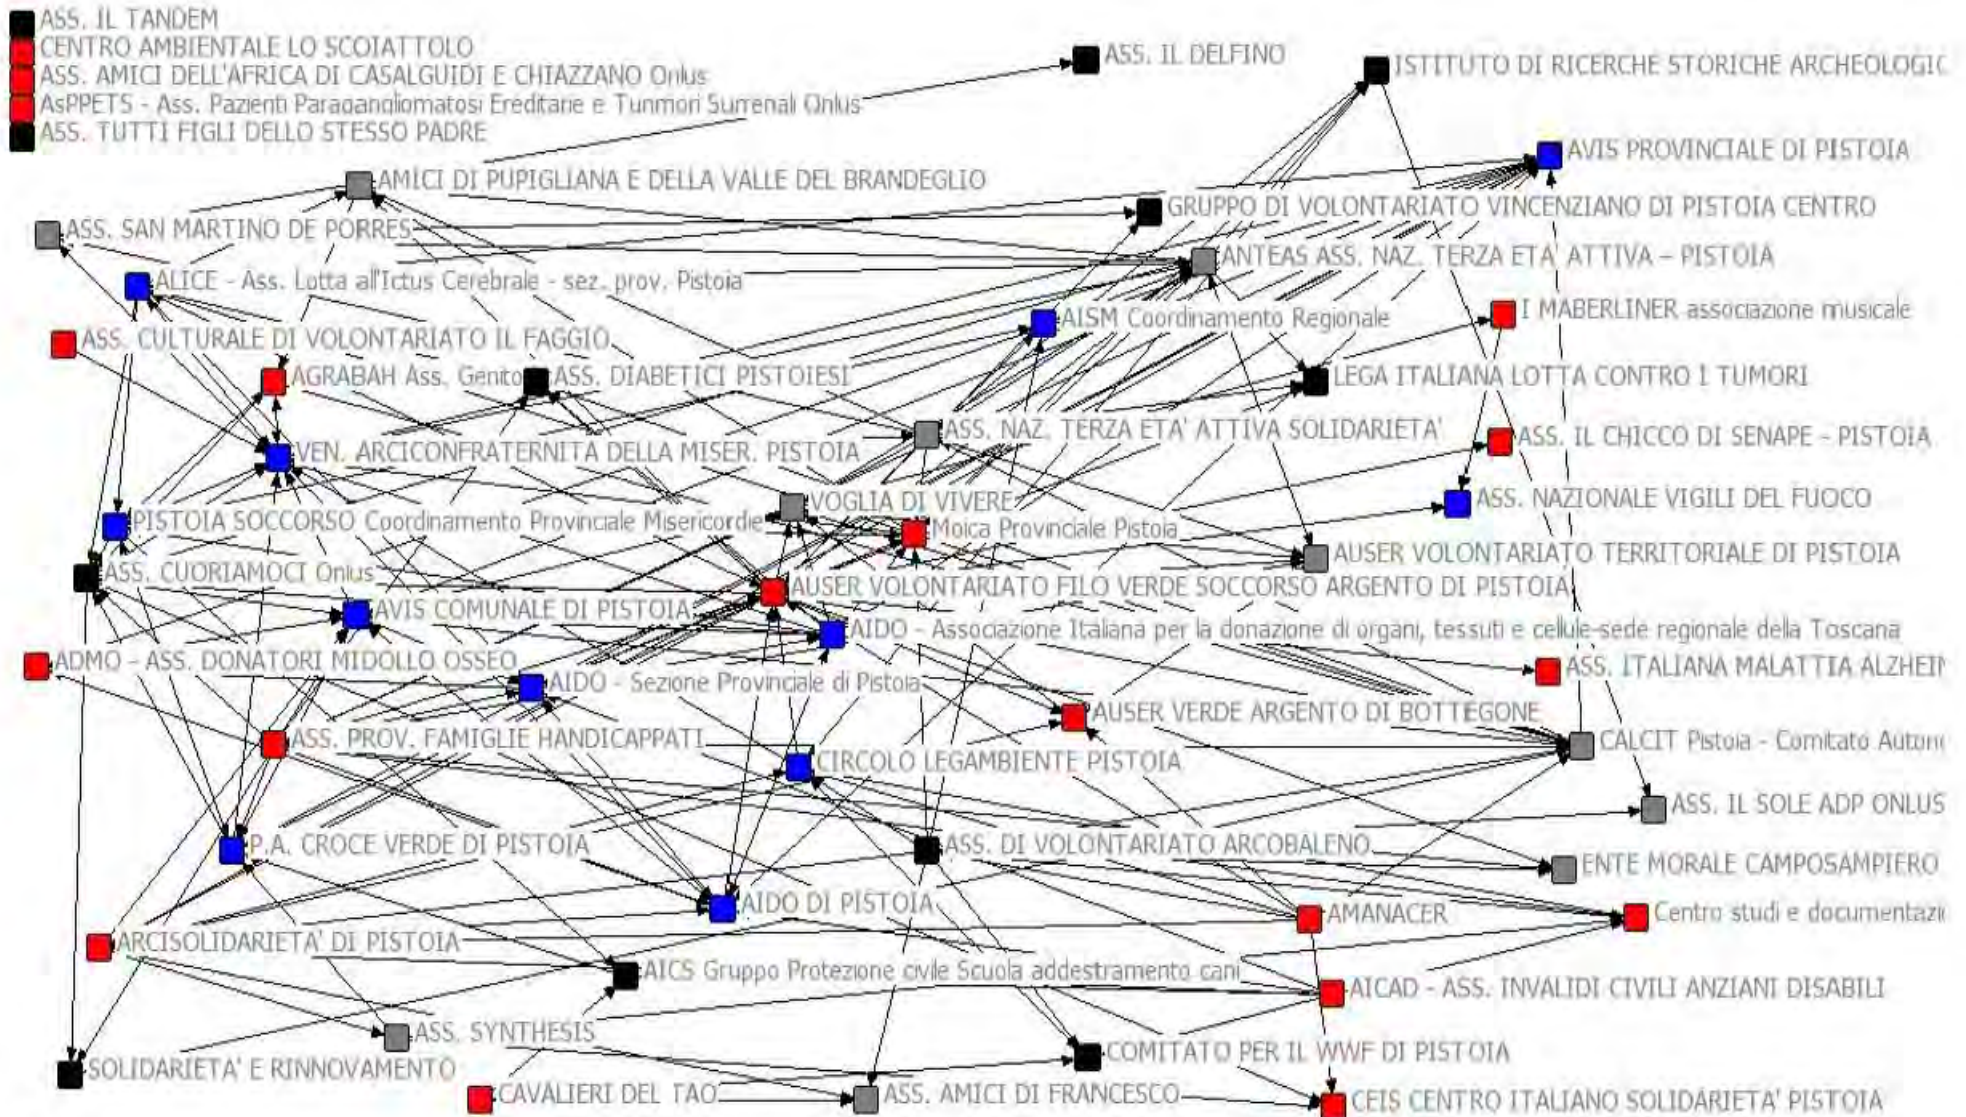 ASS. IL TANDEM
CENTRO AMBIENTALE LO SCOIATTOLO
ASS. IL DELFINO
ISTITUTO DI RICERCHE STORICHE ARCHEOLOGIC
ASS. AMICI DELL'AFRICA DI CASALGUIDI E CHIAZZANO Onlus
AsPPETS - Ass. Pazienti Paragangliomatosi Ereditarie e Tunmori Surrenali Onlus
ASS. TUTTI FIGLI DELLO STESSO PADRE
AVIS PROVINCIALE DI PISTOIA
AMICI DI PUPIGLIANA E DELLA VALLE DEL BRANDEGLIO
GRUPPO DI VOLONTARIATO VINCENZIANO DI PISTOIA CENTRO
ASS. SAN MARTINO DE PORRES
ANTEAS ASS. NAZ. TERZA ETA' ATTIVA - PISTOIA
ALICE - Ass. Lotta all'Ictus Cerebrale - sez. prov. Pistoia
I MABERLINER associazione musicale
AISM Coordinamento Regionale
ASS. CULTURALE DI VOLONTARIATO IL FAGGIO
AGRABAH Ass. Genito
ASS. DIABETICI PISTOIESI
LEGA ITALIANA LOTTA CONTRO I TUMORI
ASS. NAZ. TERZA ETA' ATTIVA SOLIDARIETA'
ASS. IL CHICCO DI SENAPE - PISTOIA
VEN. ARCICONFRATERNITA DELLA MISER. PISTOIA
VOGLIA DI VIVERE
ASS. NAZIONALE VIGILI DEL FUOCO
PISTOIA SOCCORSO Coordinamento Provinciale Misericordie
Moica Provinciale Pistoia
AUSER VOLONTARIATO TERRITORIALE DI PISTOIA
ASS. CUORIAMOCI Onlus
AUSER VOLONTARIATO FILO VERDE SOCCORSO ARGENTO DI PISTOIA
AVIS COMUNALE DI PISTOIA
AIDO - Associazione Italiana per la donazione di organi, tessuti e cellule-sede regionale della Toscana
ADMO - ASS. DONATORI MIDOLLO OSSEO
ASS. ITALIANA MALATTIA ALZHEIM
AIDO - Sezione Provinciale di Pistoia
AUSER VERDE ARGENTO DI BOTTEGONE
ASS. PROV. FAMIGLIE HANDICAPPATI
CALCIT Pistoia - Comitato Auton
CIRCOLO LEGAMBIENTE PISTOIA
ASS. IL SOLE ADP ONLUS
P.A. CROCE VERDE DI PISTOIA
ASS. DI VOLONTARIATO ARCOBALENO
ENTE MORALE CAMPOSAMPIERO
AIDO DI PISTOIA
AMANACER
Centro studi e documentazi
ARCISOLIDARIETA' DI PISTOIA
AICS Gruppo Protezione civile Scuola addestramento cani
AICAD - ASS. INVALIDI CIVILI ANZIANI DISABILI
ASS. SYNTHESIS
COMITATO PER IL WWF DI PISTOIA
SOLIDARIETA' E RINNOVAMENTO
CAVALIERI DEL TAO
ASS. AMICI DI FRANCESCO
CEIS CENTRO ITALIANO SOLIDARIETA' PISTOIA